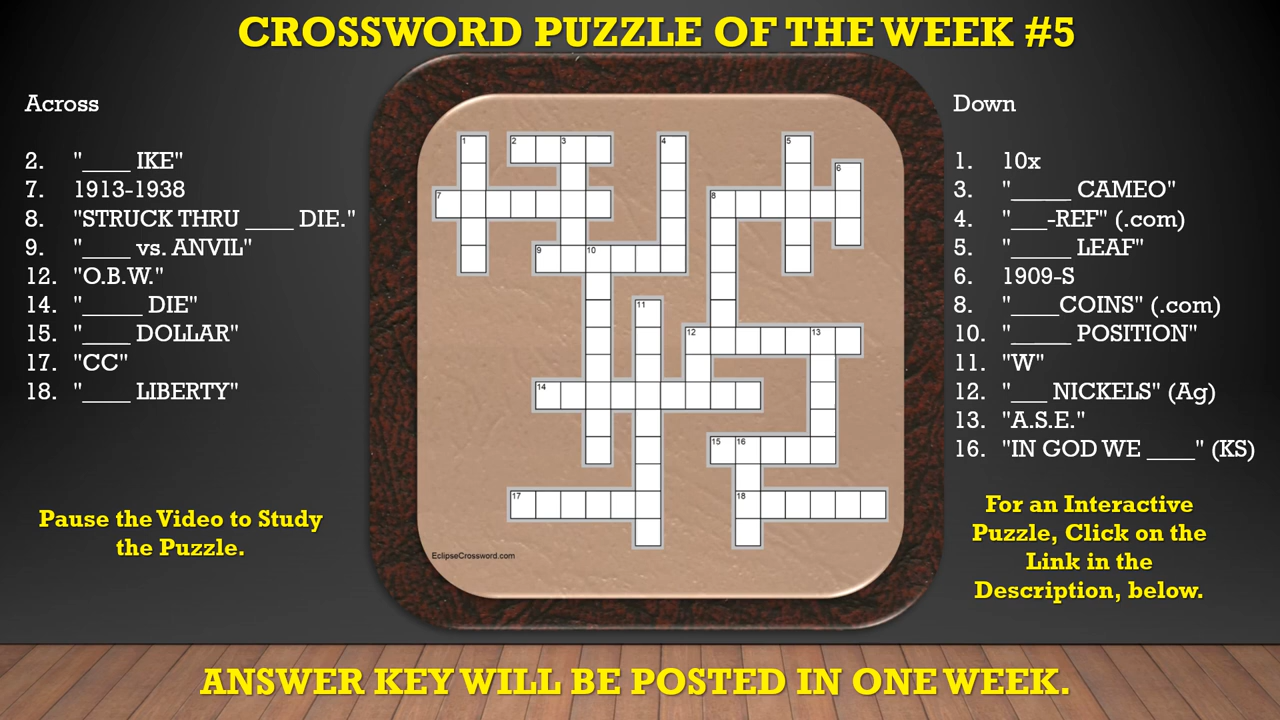 CROSSWORD PUZZLE OF THE WEEK #5
Across
2. "____ IKE"
7. 1913-1938
8. "STRUCK THRU ____ DIE."
9. "____ vs. ANVIL"
12. "O.B.W."
14. "_____ DIE"
15. "____ DOLLAR"
17. "CC"
18. "____ LIBERTY"
Pause the Video to Study
the Puzzle.
1 2 3 4 5
6
7 8
9 10
11
12 13
14
15 16
17 18
EclipseCrossword.com
Down
1. 10x
3. "_____ CAMEO"
4. "___-REF" (.com)
5. "_____ LEAF"
6. 1909-S
8. "____COINS" (.com)
10. "_____ POSITION"
11. "W"
12. "___ NICKELS" (Ag)
13. "A.S.E."
16. "IN GOD WE ____" (KS)
For an Interactive
Puzzle, Click on the
Link in the
Description, below.
ANSWER KEY WILL BE POSTED IN ONE WEEK.